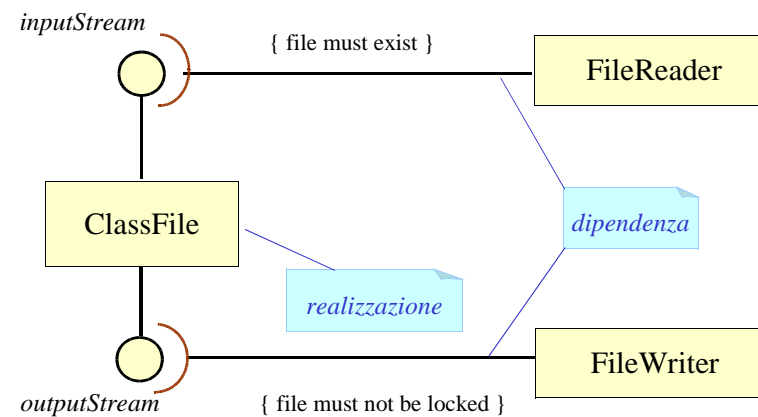 inputStream
{ file must exist }
FileReader
ClassFile
dipendenza
realizzazione
FileWriter
outputStream
{ file must not be locked }